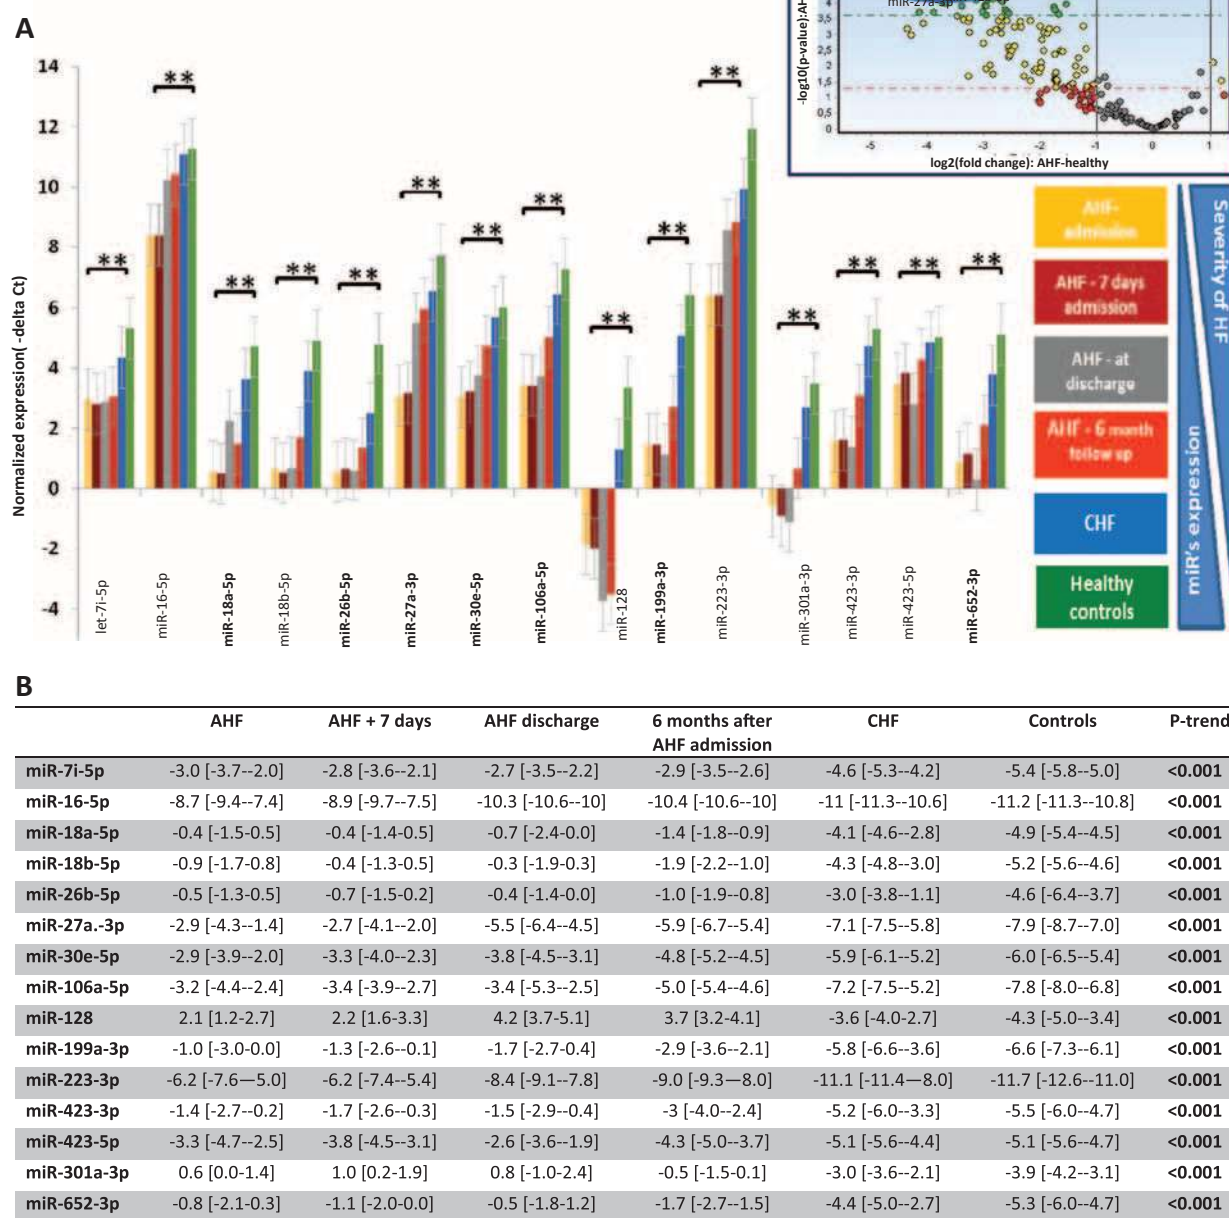 A
miR-27a-3p
-log10(p-value):AH
4
3,5
3
2,5
2
1,5
1
0,5
0
-5 -4 -3 -2 -1 0 1
log2(fold change): AHF-healthy
Normalized expression( -delta Ct)
14
12
10
8
6
4
2
0
-2
-4
** ** ** ** ** ** ** ** ** ** ** ** ** ** **
let-7i-5p
miR-16-5p
miR-18a-5p
miR-18b-5p
miR-26b-5p
miR-27a-3p
miR-30e-5p
miR-106a-5p
miR-128
miR-199a-3p
miR-223-3p
miR-301a-3p
miR-423-3p
miR-423-5p
miR-652-3p
AHF-
admission
AHF - 7 days
admission
AHF - at
discharge
AHF - 6 month
follow up
CHF
Healthy
controls
miR's expression
Severity of HF
B
AHF AHF + 7 days AHF discharge 6 months after CHF Controls P-trend
AHF admission
miR-7i-5p -3.0 [-3.7--2.0] -2.8 [-3.6--2.1] -2.7 [-3.5--2.2] -2.9 [-3.5--2.6] -4.6 [-5.3--4.2] -5.4 [-5.8--5.0] <0.001
miR-16-5p -8.7 [-9.4--7.4] -8.9 [-9.7--7.5] -10.3 [-10.6--10] -10.4 [-10.6--10] -11 [-11.3--10.6] -11.2 [-11.3--10.8] <0.001
miR-18a-5p -0.4 [-1.5-0.5] -0.4 [-1.4-0.5] -0.7 [-2.4-0.0] -1.4 [-1.8--0.9] -4.1 [-4.6--2.8] -4.9 [-5.4--4.5] <0.001
miR-18b-5p -0.9 [-1.7-0.8] -0.4 [-1.3-0.5] -0.3 [-1.9-0.3] -1.9 [-2.2--1.0] -4.3 [-4.8--3.0] -5.2 [-5.6--4.6] <0.001
miR-26b-5p -0.5 [-1.3-0.5] -0.7 [-1.5-0.2] -0.4 [-1.4-0.0] -1.0 [-1.9--0.8] -3.0 [-3.8--1.1] -4.6 [-6.4--3.7] <0.001
miR-27a.-3p -2.9 [-4.3--1.4] -2.7 [-4.1--2.0] -5.5 [-6.4--4.5] -5.9 [-6.7--5.4] -7.1 [-7.5--5.8] -7.9 [-8.7--7.0] <0.001
miR-30e-5p -2.9 [-3.9--2.0] -3.3 [-4.0--2.3] -3.8 [-4.5--3.1] -4.8 [-5.2--4.5] -5.9 [-6.1--5.2] -6.0 [-6.5--5.4] <0.001
miR-106a-5p -3.2 [-4.4--2.4] -3.4 [-3.9--2.7] -3.4 [-5.3--2.5] -5.0 [-5.4--4.6] -7.2 [-7.5--5.2] -7.8 [-8.0--6.8] <0.001
miR-128 2.1 [1.2-2.7] 2.2 [1.6-3.3] 4.2 [3.7-5.1] 3.7 [3.2-4.1] -3.6 [-4.0-2.7] -4.3 [-5.0--3.4] <0.001
miR-199a-3p -1.0 [-3.0-0.0] -1.3 [-2.6--0.1] -1.7 [-2.7-0.4] -2.9 [-3.6--2.1] -5.8 [-6.6--3.6] -6.6 [-7.3--6.1] <0.001
miR-223-3p -6.2 [-7.6—5.0] -6.2 [-7.4--5.4] -8.4 [-9.1--7.8] -9.0 [-9.3—8.0] -11.1 [-11.4—8.0] -11.7 [-12.6--11.0] <0.001
miR-423-3p -1.4 [-2.7--0.2] -1.7 [-2.6--0.3] -1.5 [-2.9--0.4] -3 [-4.0--2.4] -5.2 [-6.0--3.3] -5.5 [-6.0--4.7] <0.001
miR-423-5p -3.3 [-4.7--2.5] -3.8 [-4.5--3.1] -2.6 [-3.6--1.9] -4.3 [-5.0--3.7] -5.1 [-5.6--4.4] -5.1 [-5.6--4.7] <0.001
miR-301a-3p 0.6 [0.0-1.4] 1.0 [0.2-1.9] 0.8 [-1.0-2.4] -0.5 [-1.5-0.1] -3.0 [-3.6--2.1] -3.9 [-4.2--3.1] <0.001
miR-652-3p -0.8 [-2.1-0.3] -1.1 [-2.0-0.0] -0.5 [-1.8-1.2] -1.7 [-2.7--1.5] -4.4 [-5.0--2.7] -5.3 [-6.0--4.7] <0.001